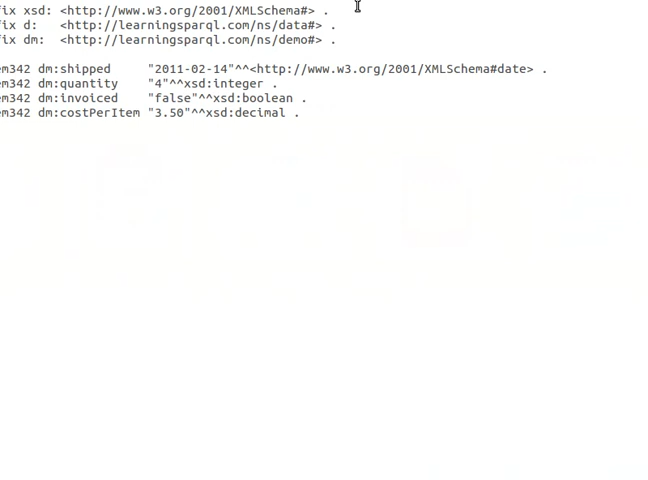 fix xsd: <http://www.w3.org/2001/XMLSchema#> .
fix d:   <http://learningsparql.com/ns/data#> .
fix dm:  <http://learningsparql.com/ns/demo#> .
em342 dm:shipped     "2011-02-14"^^<http://www.w3.org/2001/XMLSchema#date> .
em342 dm:quantity    "4"^^xsd:integer .
em342 dm:invoiced    "false"^^xsd:boolean .
em342 dm:costPerItem "3.50"^^xsd:decimal .